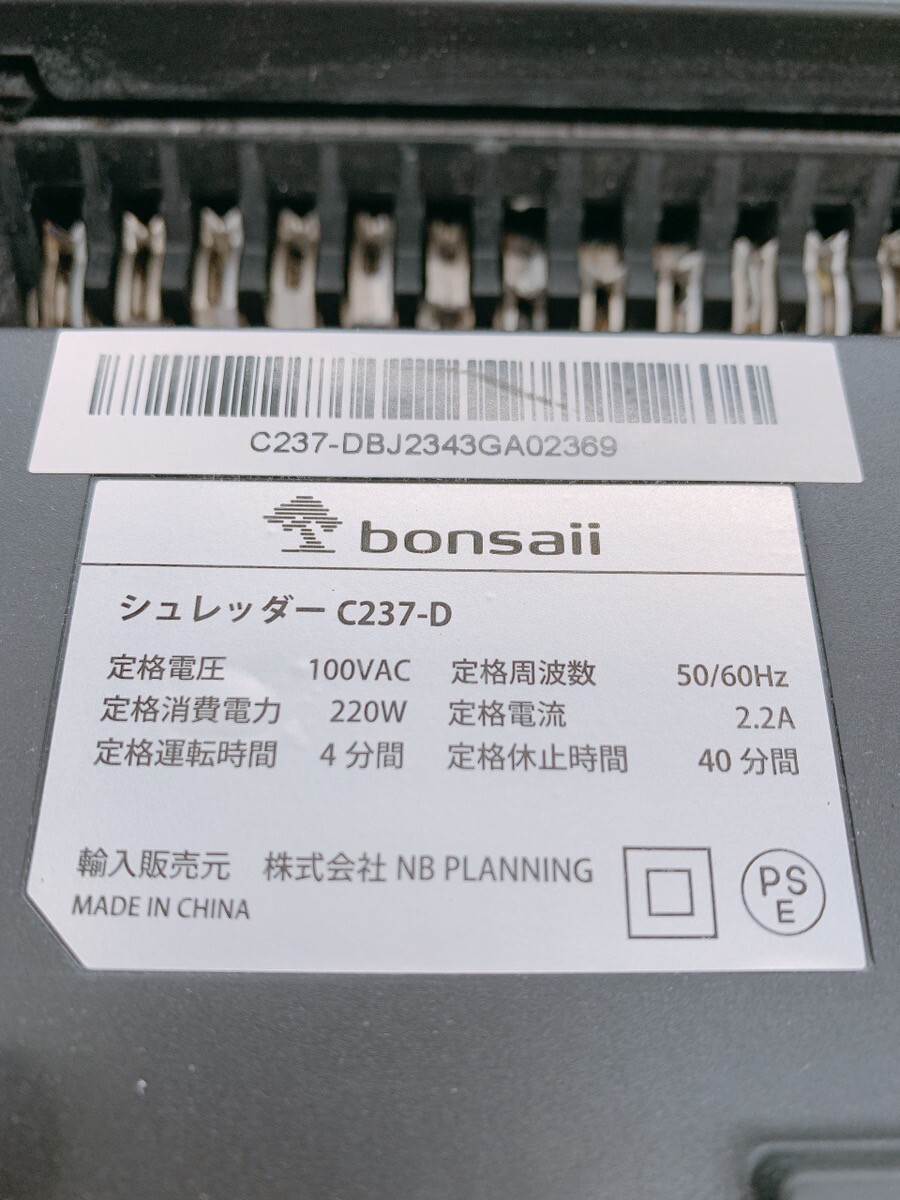 C237-DBJ2343GA02369
bonsaii
シュレッダー C237-D
定格電圧 100VAC 定格周波数 50/60Hz
定格消費電力 220W 定格電流 2.2A
定格運転時間 4 分間 定格休止時間 40 分間
輸入販売元 株式会社 NB PLANNING
MADE IN CHINA
PS
E